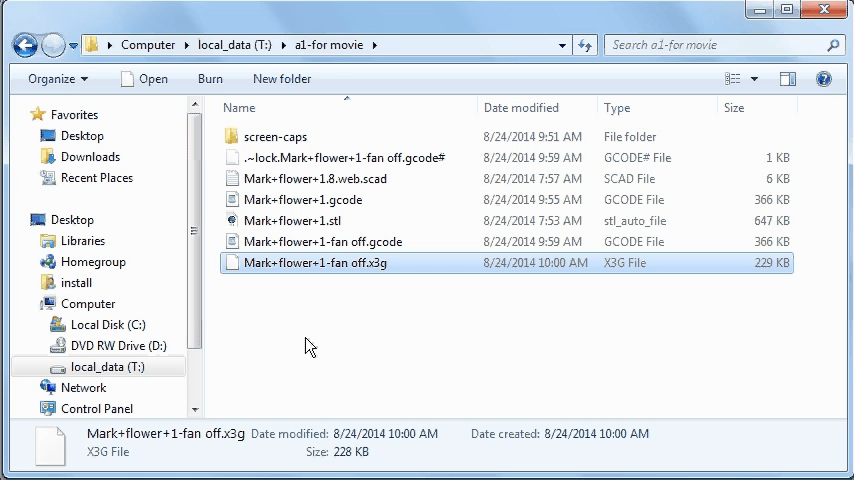 Computer local_data (T:) a1-for movie Search a1-for movie
Organize Open Burn New folder
Name Date modified Type Size
Favorites
Desktop
Downloads
Recent Places
Desktop
Libraries
Homegroup
install
Computer
Local Disk (C:)
DVD RW Drive (D:)
local_data (T:)
Network
Control Panel
screen-caps 8/24/2014 9:51 AM File folder
.~lock.Mark+flower+1-fan off.gcode# 8/24/2014 9:59 AM GCODE# File 1 KB
Mark+flower+1.8.web.scad 8/24/2014 7:57 AM SCAD File 6 KB
Mark+flower+1.gcode 8/24/2014 9:55 AM GCODE File 366 KB
Mark+flower+1.stl 8/24/2014 7:53 AM stl_auto_file 647 KB
Mark+flower+1-fan off.gcode 8/24/2014 9:59 AM GCODE File 366 KB
Mark+flower+1-fan off.x3g 8/24/2014 10:00 AM X3G File 229 KB
Mark+flower+1-fan off.x3g Date modified: 8/24/2014 10:00 AM Date created: 8/24/2014 10:00 AM
X3G File Size: 228 KB